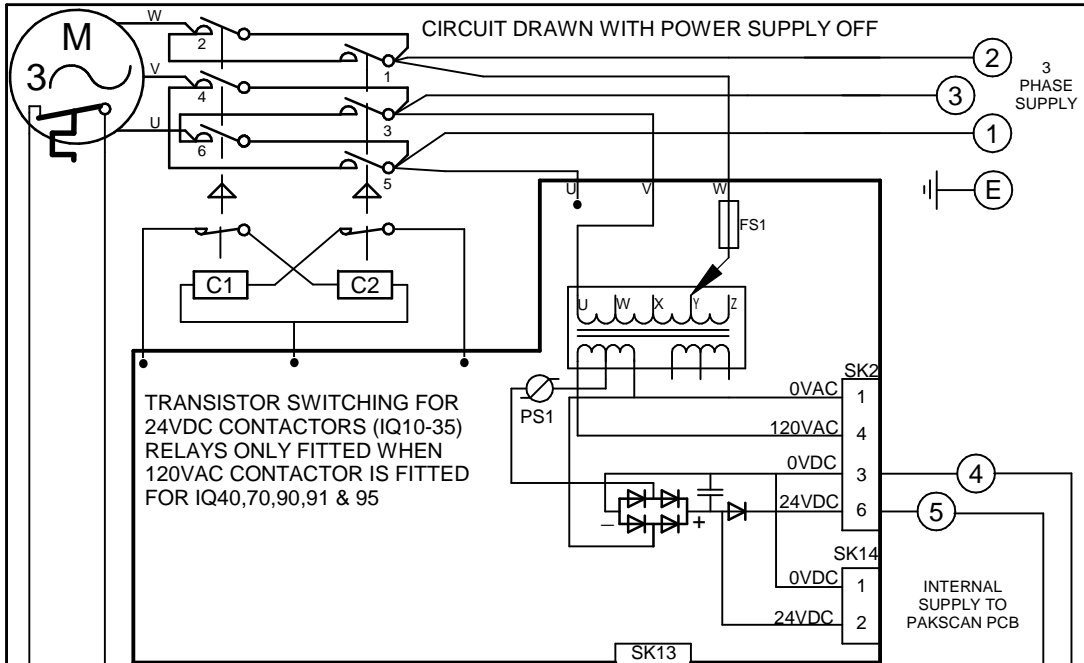 CIRCUIT DRAWN WITH POWER SUPPLY OFF
W
M
3
2
1
2
3
PHASE
SUPPLY
V
4
3
3
U
6
5
1
U
V
W
E
FS1
C1
C2
U
W
X
Y
Z
SK2
0VAC
1
PS1
120VAC
4
TRANSISTOR SWITCHING FOR
24VDC CONTACTORS (IQ10-35)
RELAYS ONLY FITTED WHEN
120VAC CONTACTOR IS FITTED
FOR IQ40,70,90,91 & 95
0VDC
3
4
24VDC
6
5
–
+
SK14
0VDC
1
24VDC
2
INTERNAL
SUPPLY TO
PAKSCAN PCB
SK13